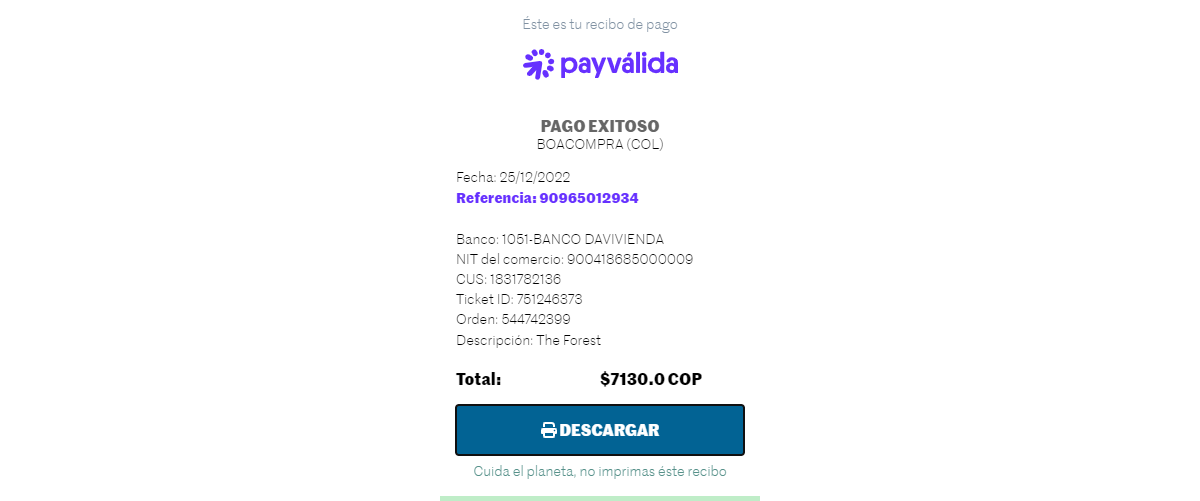 Éste es tu recibo de pago
payválida
PAGO EXITOSO
BOACOMPRA (COL)
Fecha: 25/12/2022
Referencia: 90965012934
Banco: 1051-BANCO DAVIVIENDA
NIT del comercio: 900418685000009
CUS: 1831782136
Ticket ID: 751246373
Orden: 544742399
Descripción: The Forest
Total: $7130.0 COP
DESCARGAR
Cuida el planeta, no imprimas éste recibo